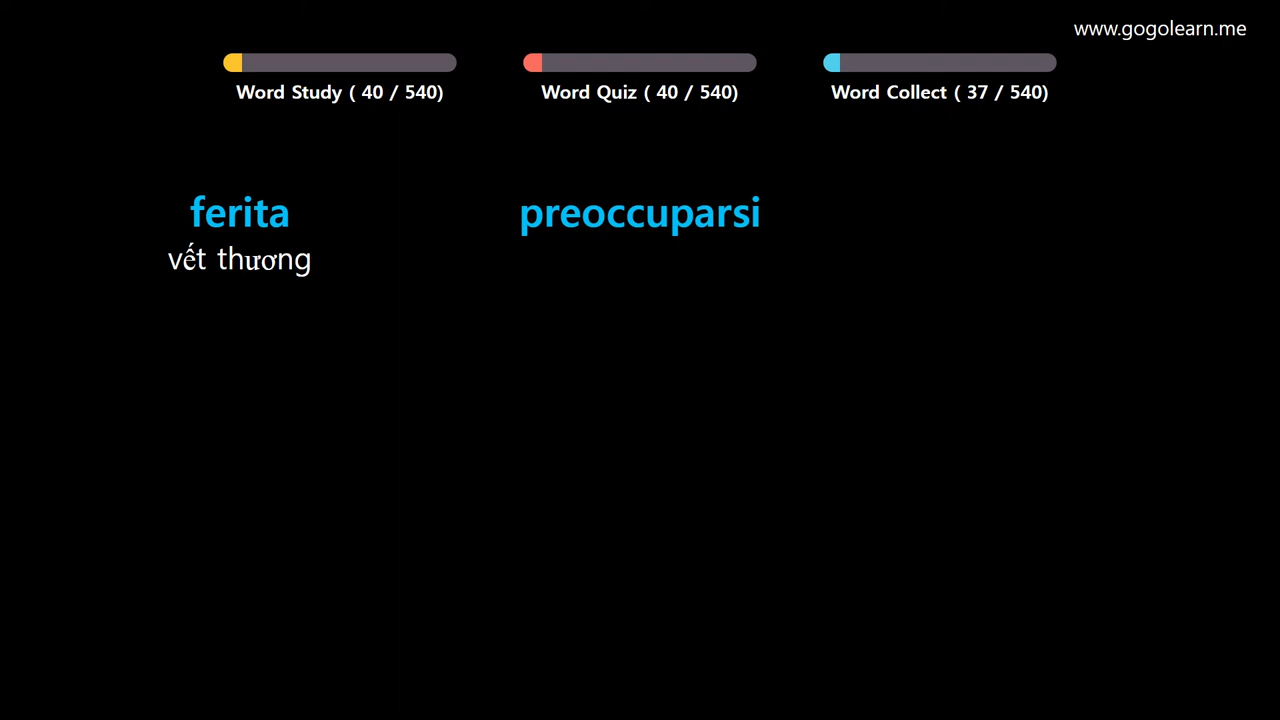 www.gogolearn.me
Word Study ( 40 / 540)
Word Quiz ( 40 / 540)
Word Collect ( 37 / 540)
ferita
vết thương
preoccuparsi